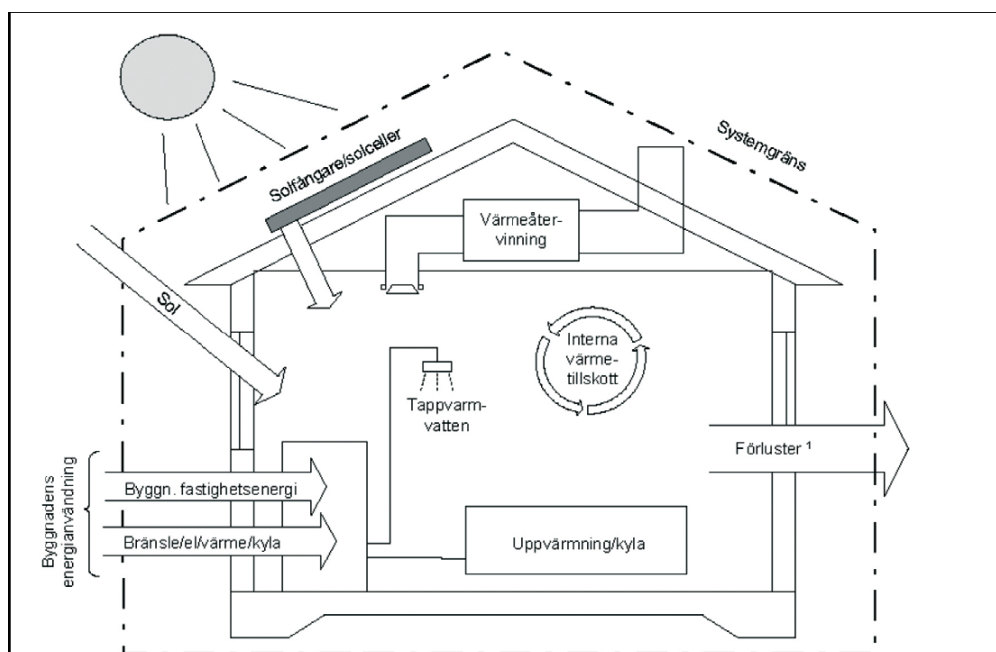 Systemgräns
Solfångare/solceller
Värmeåter-
vinning
Sol
Interna
värme-
tillskott
Tappvarm-
vatten
Förluster 1
Byggnadens
energianvändning
Byggn. fastighetsenergi
Bränsle/el/värme/kyla
Uppvärmning/kyla